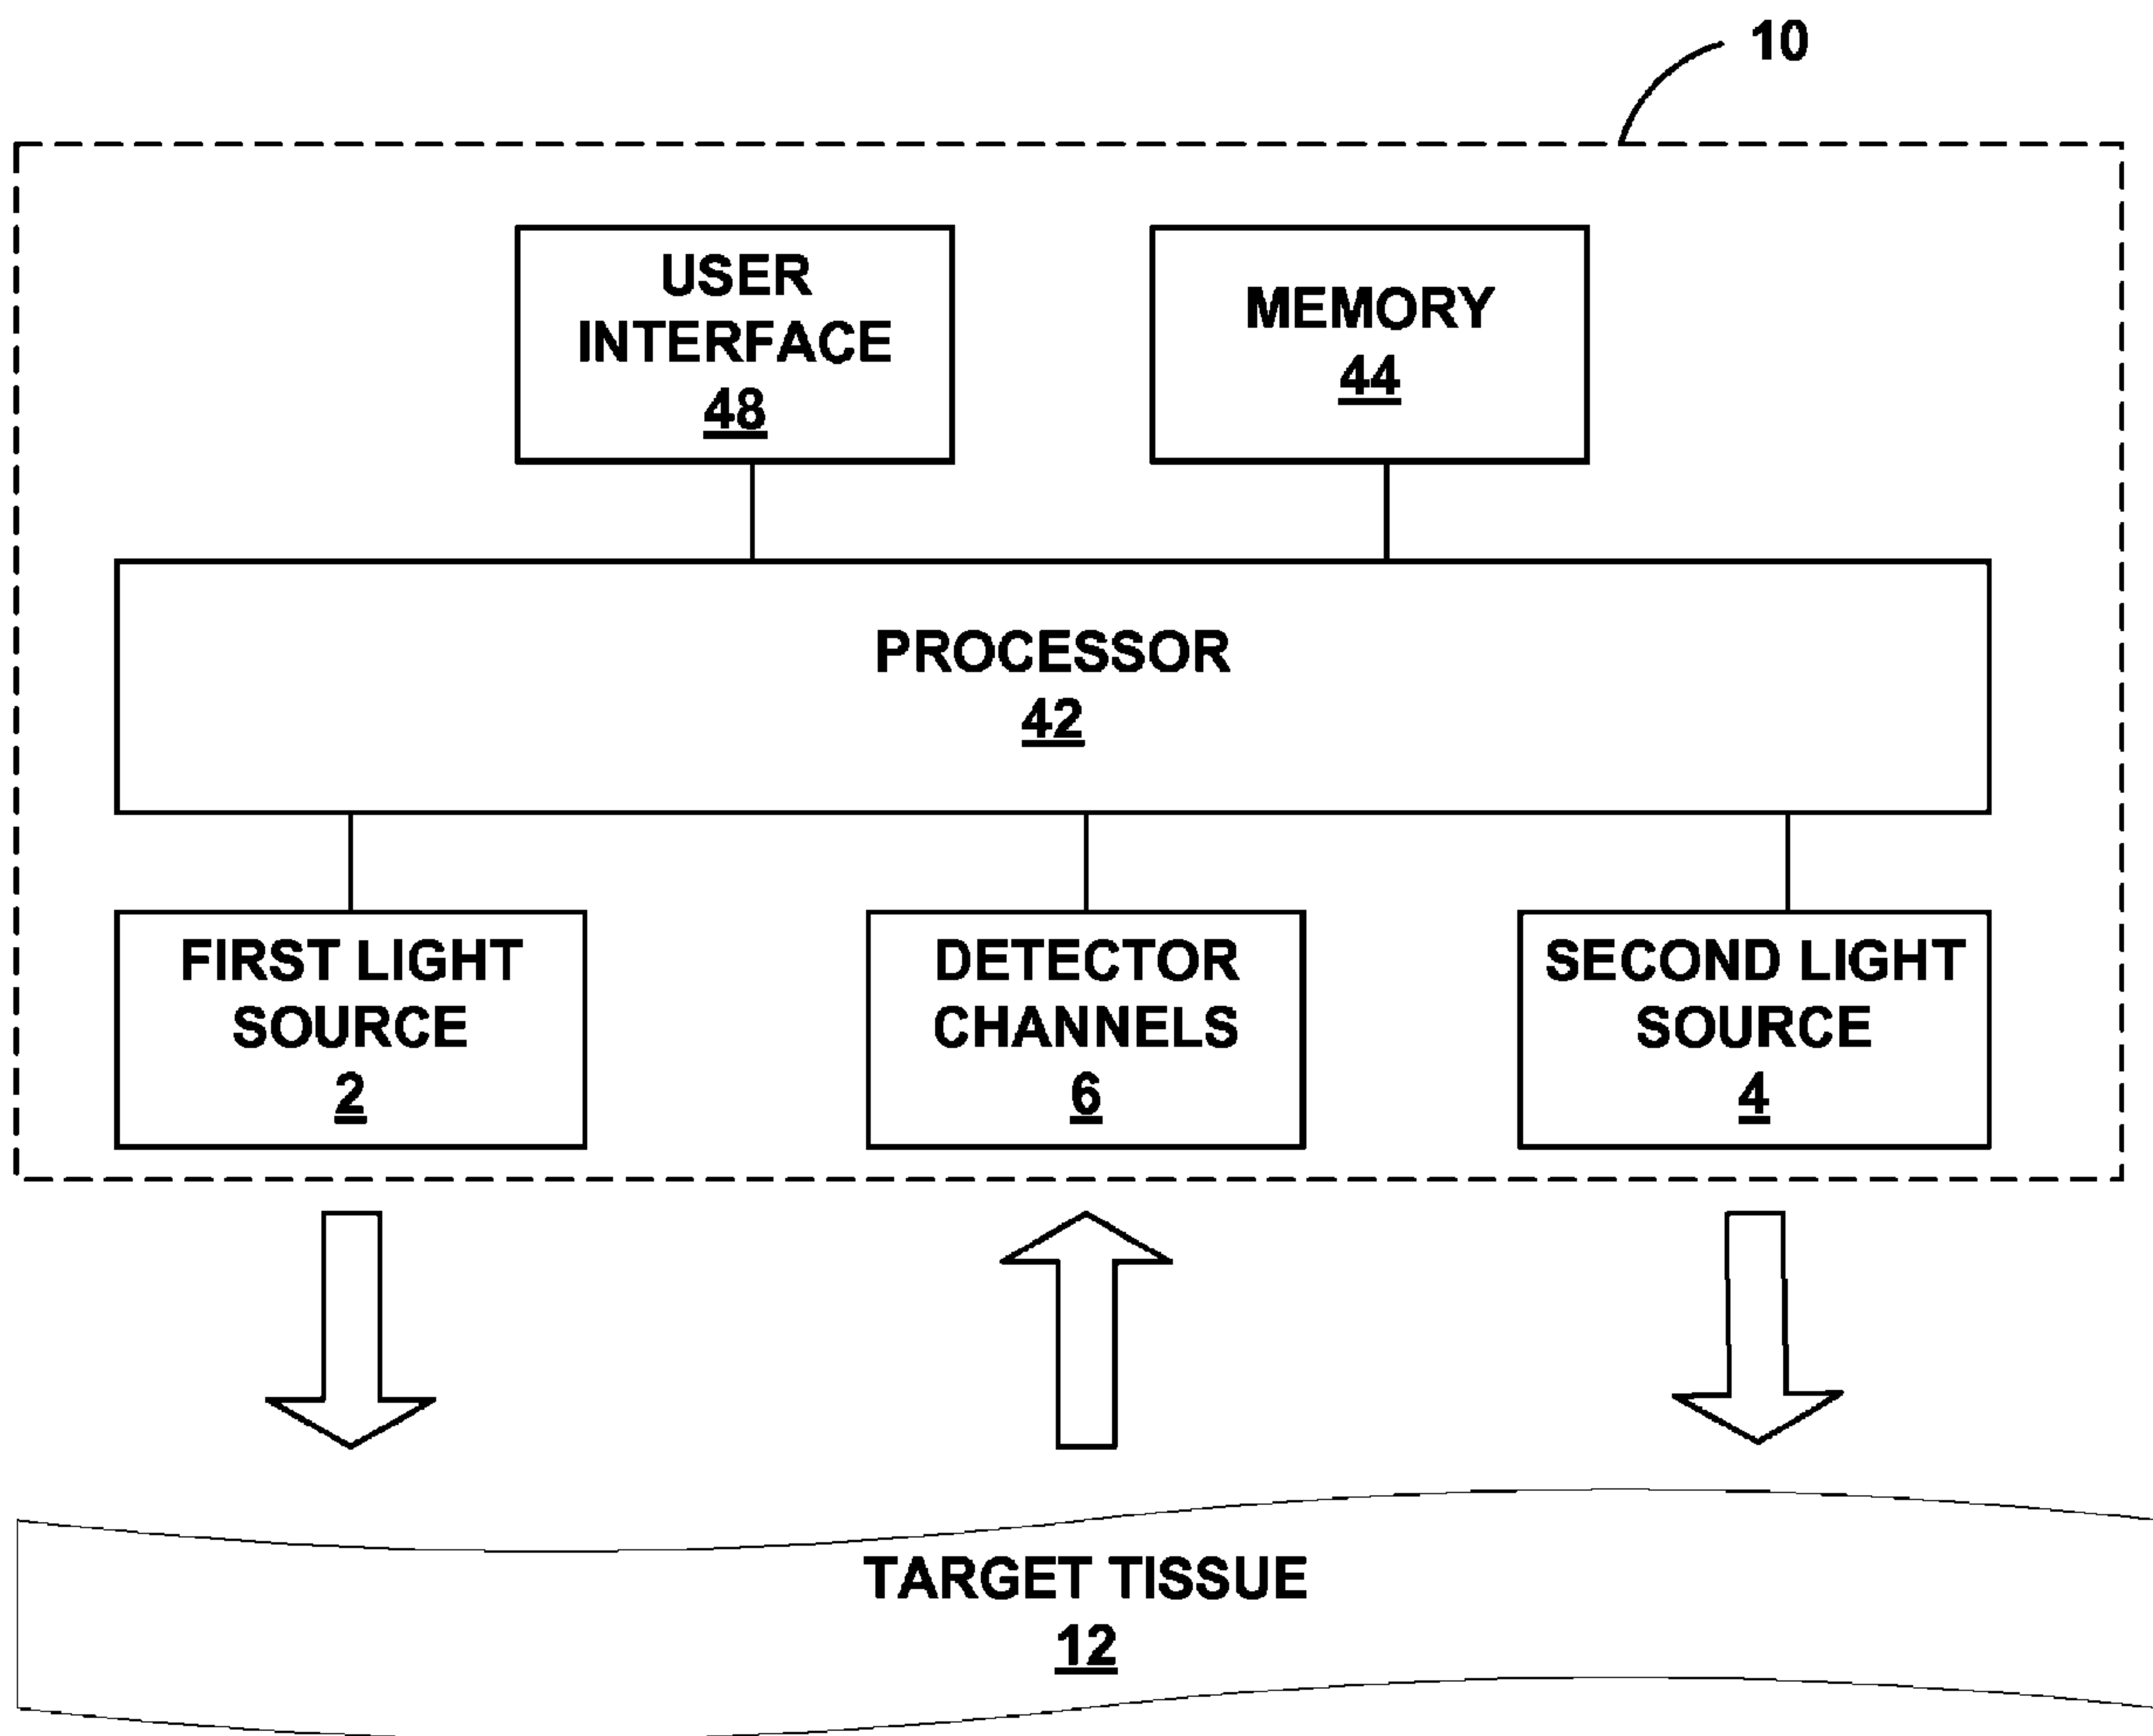 10
USER
INTERFACE
48
MEMORY
44
PROCESSOR
42
FIRST LIGHT
SOURCE
2
DETECTOR
CHANNELS
6
SECOND LIGHT
SOURCE
4
TARGET TISSUE
12